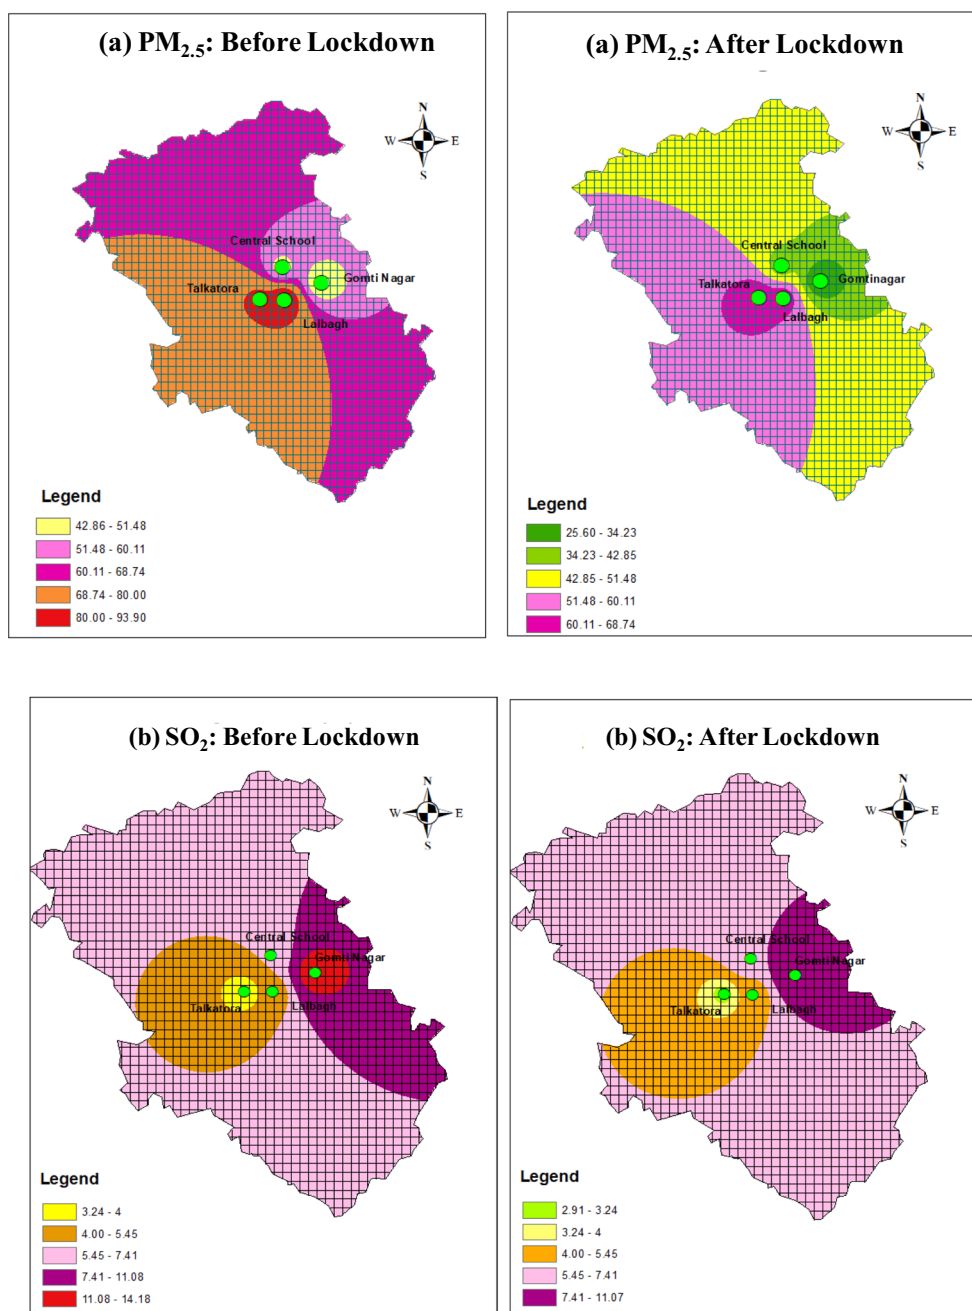 (a) PM2.5: Before Lockdown
N
W
E
S
Central School
Gomti Nagar
Talkatora
Lalbagh
Legend
42.86 - 51.48
51.48 - 60.11
60.11 - 68.74
68.74 - 80.00
80.00 - 93.90
(a) PM2.5: After Lockdown
N
W
E
S
Central School
Gomtinagar
Talkatora
Lalbagh
Legend
25.60 - 34.23
34.23 - 42.85
42.85 - 51.48
51.48 - 60.11
60.11 - 68.74
(b) SO2: Before Lockdown
N
W
E
S
Central School
Gomti Nagar
Talkatora
Lalbagh
Legend
3.24 - 4
4.00 - 5.45
5.45 - 7.41
7.41 - 11.08
11.08 - 14.18
(b) SO2: After Lockdown
N
W
E
S
Central School
Gomti Nagar
Talkatora
Lalbagh
Legend
2.91 - 3.24
3.24 - 4
4.00 - 5.45
5.45 - 7.41
7.41 - 11.07